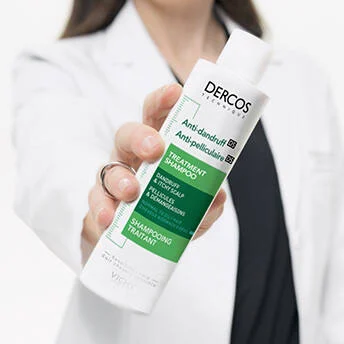 DERCOS
TECHNIQUE
Anti-dandruff DS
Anti-pelliculaire DS
TREATMENT
SHAMPOO
DANDRUFF
& ITCHY SCALP
PELLICULES
& DÉMANGEAISONS
SHAMPOOING
TRAITANT
VICHY